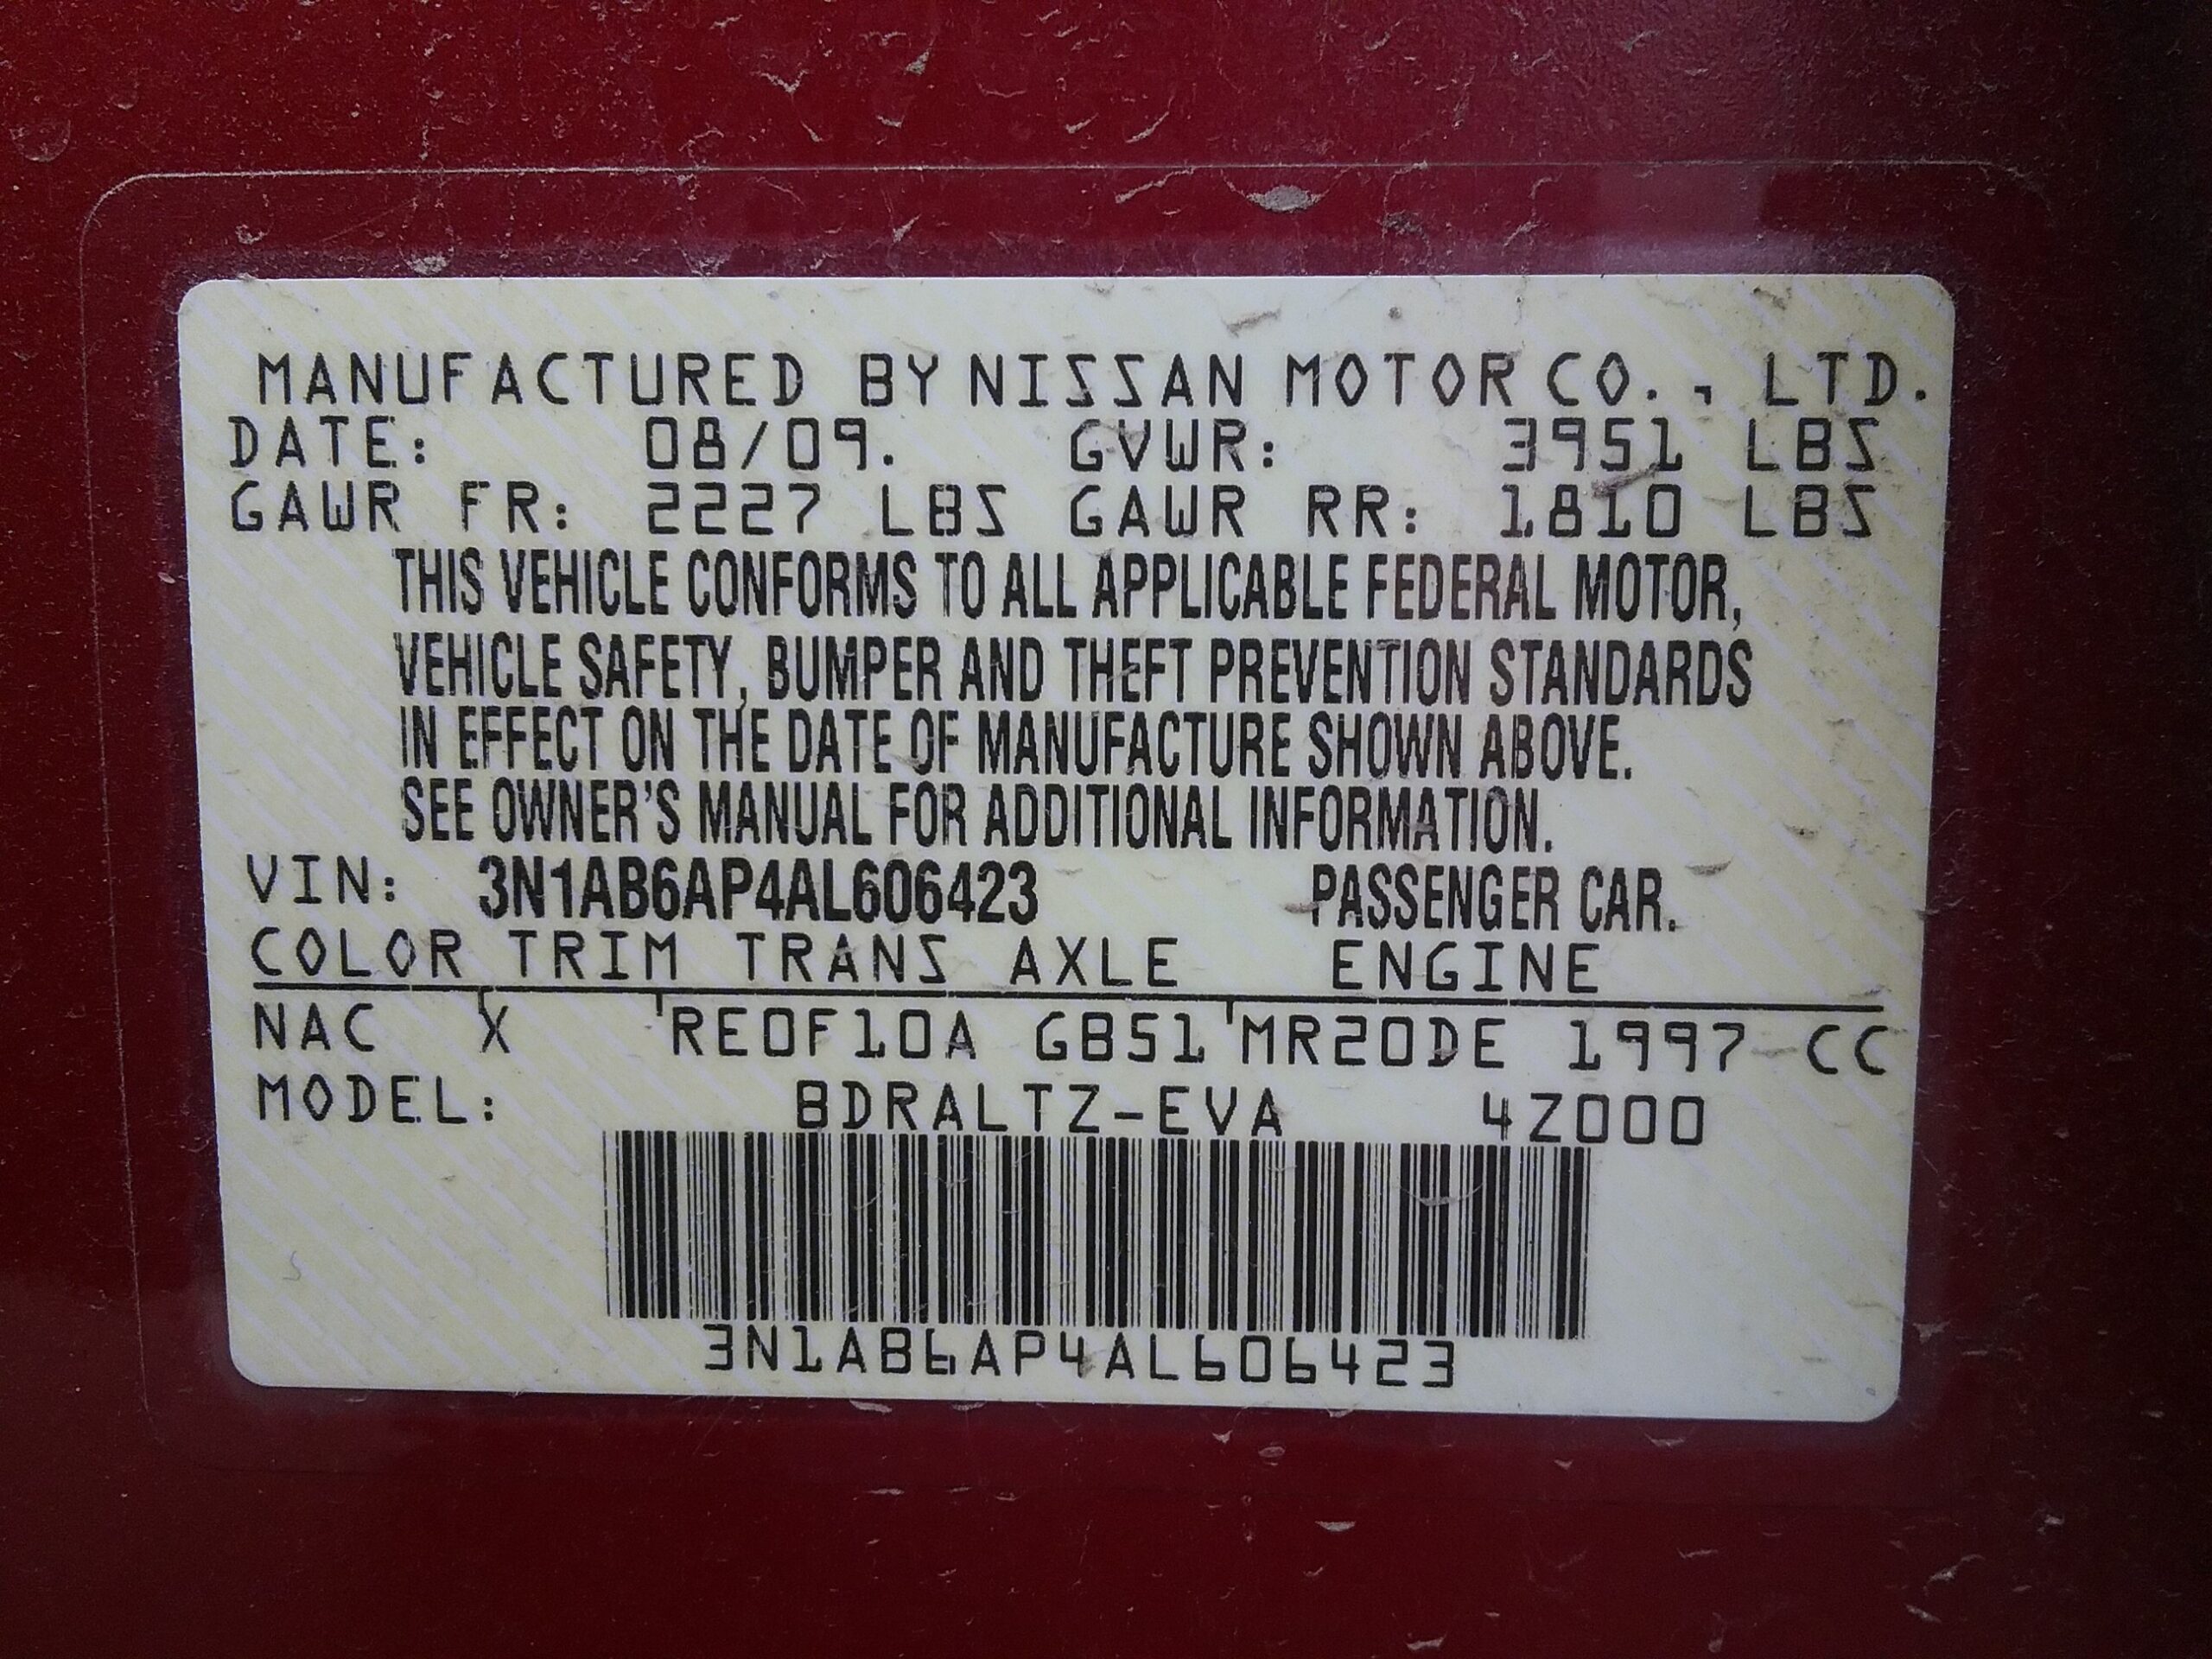 MANUFACTURED BY NISSAN MOTOR CO., LTD.
DATE: 08/09. GVWR: 3951 LBS
GAWR FR: 2227 LBS GAWR RR: 1810 LBS
THIS VEHICLE CONFORMS TO ALL APPLICABLE FEDERAL MOTOR,
VEHICLE SAFETY, BUMPER AND THEFT PREVENTION STANDARDS
IN EFFECT ON THE DATE OF MANUFACTURE SHOWN ABOVE.
SEE OWNER'S MANUAL FOR ADDITIONAL INFORMATION.
VIN: 3N1AB6AP4AL606423 PASSENGER CAR.
COLOR TRIM TRANS AXLE ENGINE
NAC X RE0F10A GB51 MR20DE 1997 CC
MODEL: BDRALTZ-EVA 4Z000
3N1AB6AP4AL606423